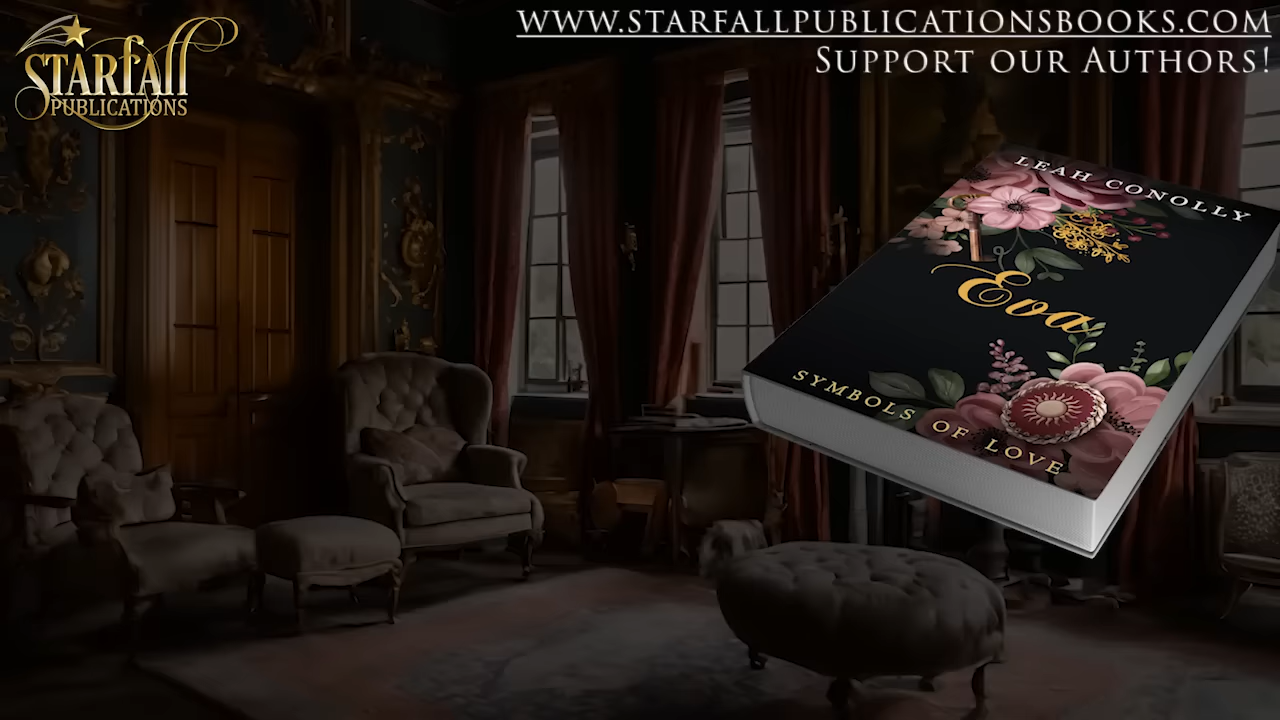 STARfall
PUBLICATIONS
WWW.STARFALLPUBLICATIONSBOOKS.COM
SUPPORT OUR AUTHORS!
LEAH CONOLLY
Eva
SYMBOLS OF LOVE